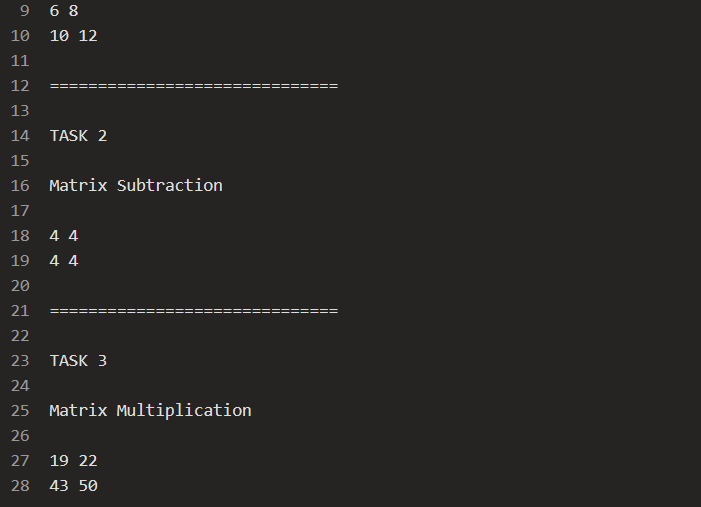 9 6 8
10 10 12
11
12 ==============================
13
14 TASK 2
15
16 Matrix Subtraction
17
18 4 4
19 4 4
20
21 ==============================
22
23 TASK 3
24
25 Matrix Multiplication
26
27 19 22
28 43 50